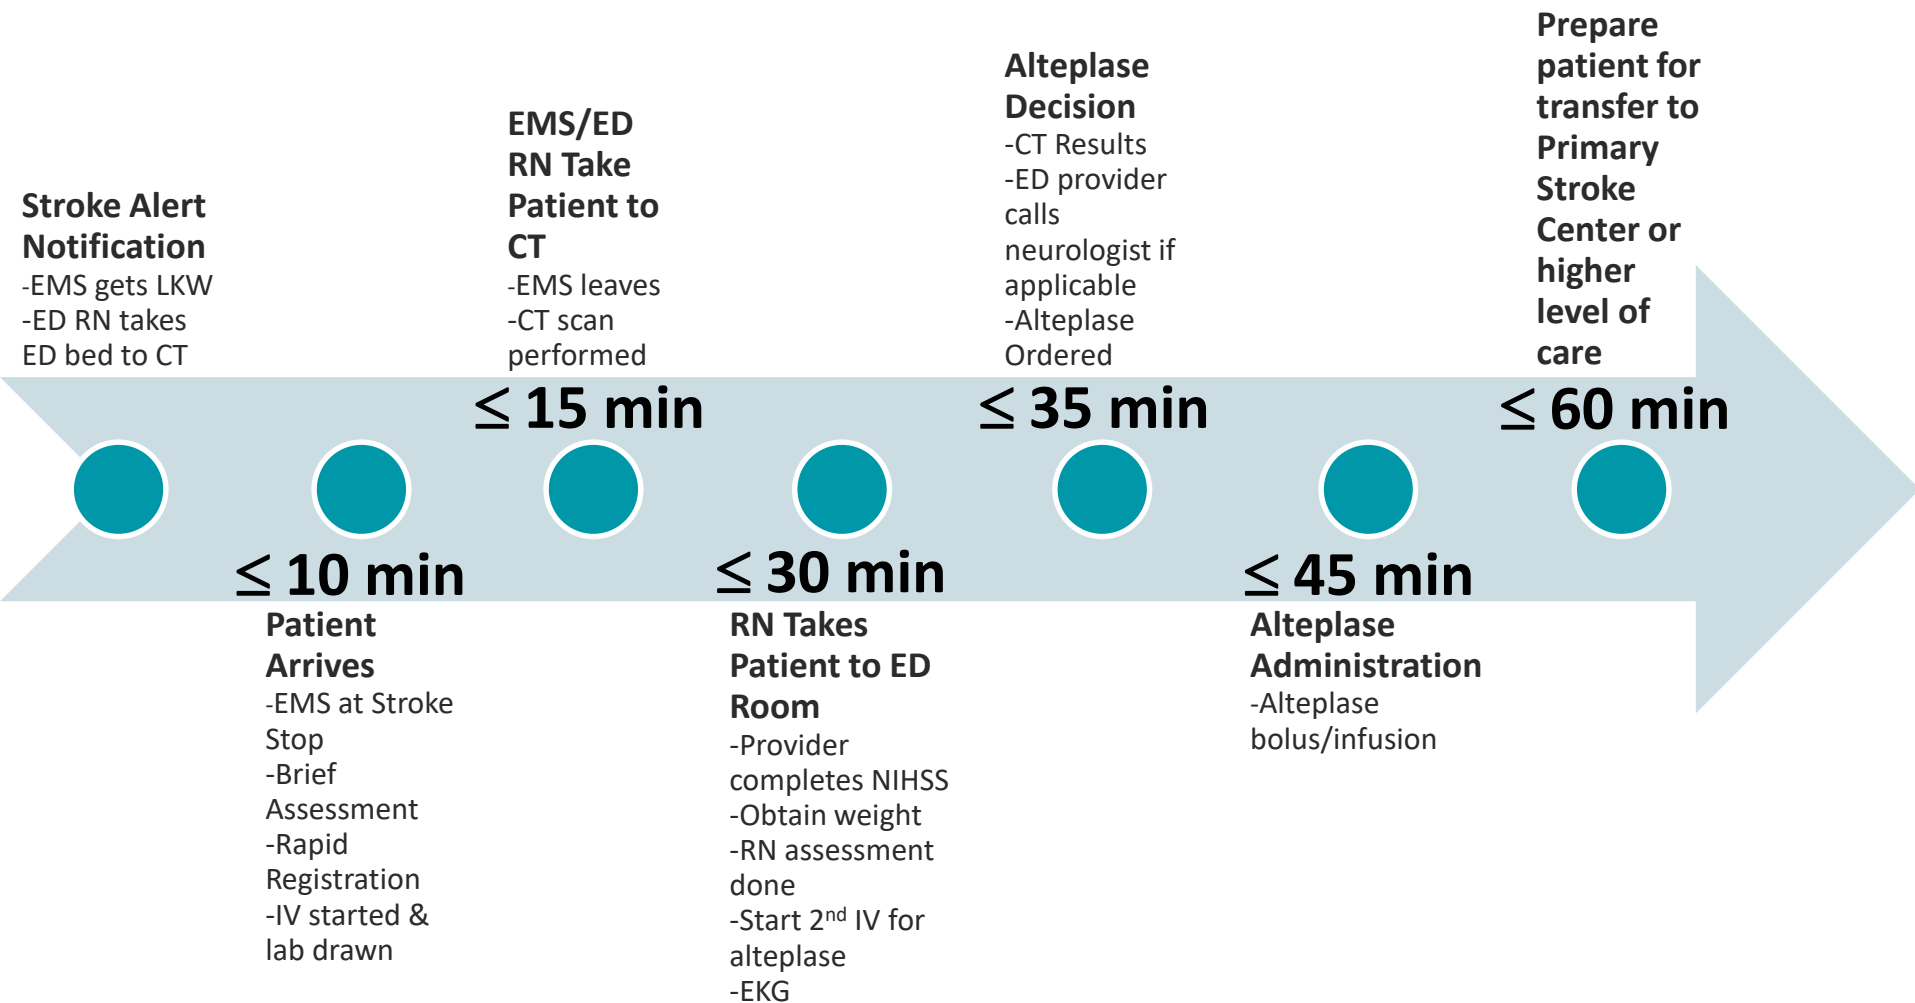 Stroke Alert
Notification
-EMS gets LKW
-ED RN takes
ED bed to CT
≤ 10 min
Patient
Arrives
-EMS at Stroke
Stop
-Brief
Assessment
-Rapid
Registration
-IV started &
lab drawn
EMS/ED
RN Take
Patient to
CT
-EMS leaves
-CT scan
performed
≤ 15 min
≤ 30 min
RN Takes
Patient to ED
Room
-Provider
completes NIHSS
-Obtain weight
-RN assessment
done
-Start 2nd IV for
alteplase
-EKG
Alteplase
Decision
-CT Results
-ED provider
calls
neurologist if
applicable
-Alteplase
Ordered
≤ 35 min
≤ 45 min
Alteplase
Administration
-Alteplase
bolus/infusion
Prepare
patient for
transfer to
Primary
Stroke
Center or
higher
level of
care
≤ 60 min